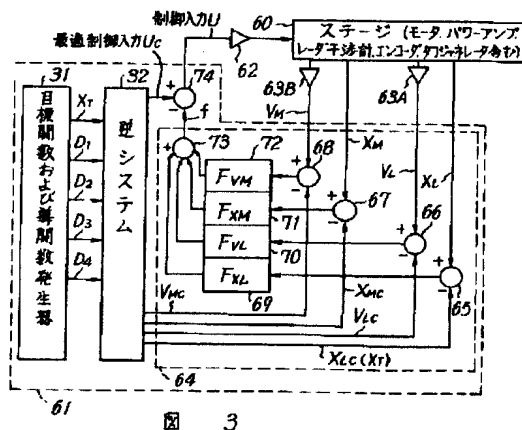 制御入力U
60
ステージ(モータ,パワーアンプ,
レーザ干渉計,エンコーダ,タコジェネレータ含む)
最適制御入力Uc
62
63B
63A
31
32
74
+
−
f
VM
XM
VL
XL
目標関数および導関数発生器
XT
D1
D2
D3
D4
逆システム
73
72
FVM
FXM
FVL
FXL
71
70
69
+
−
68
+
−
67
+
−
66
+
−
65
VMC
XMC
VLC
XLC(XT)
64
61
図 3